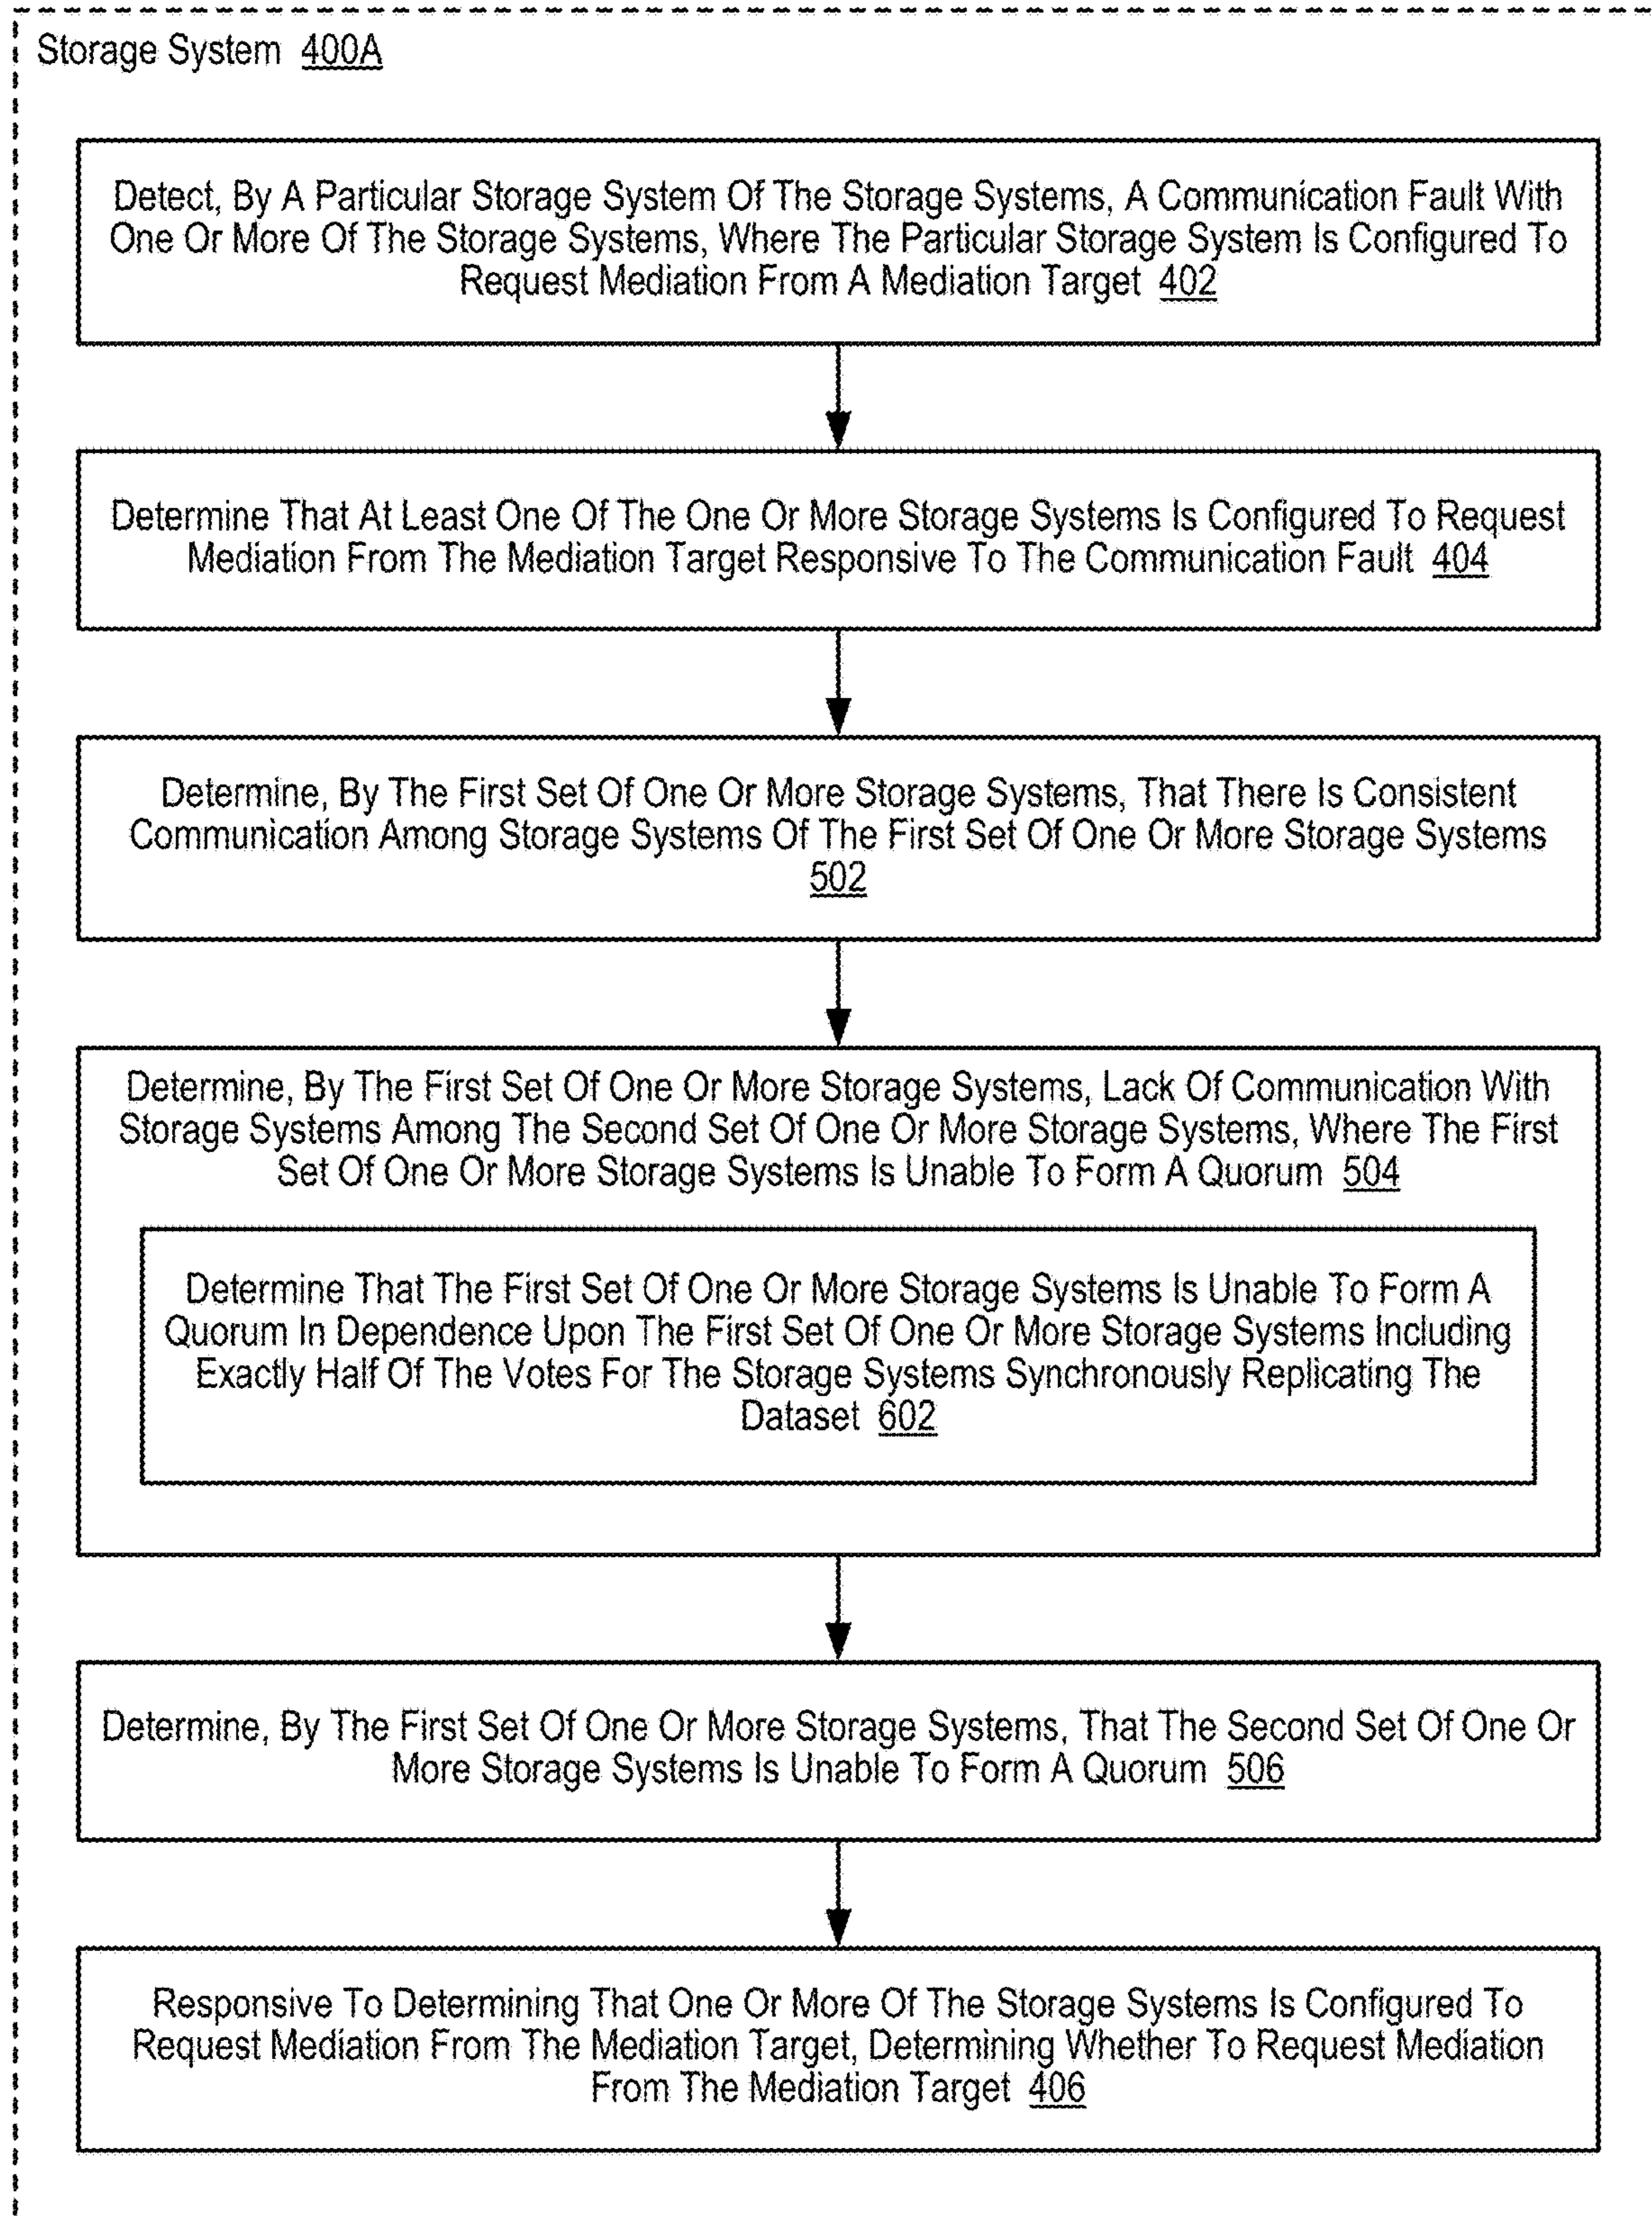 Storage System 400A
Detect, By A Particular Storage System Of The Storage Systems, A Communication Fault With
One Or More Of The Storage Systems, Where The Particular Storage System Is Configured To
Request Mediation From A Mediation Target 402
Determine That At Least One Of The One Or More Storage Systems Is Configured To Request
Mediation From The Mediation Target Responsive To The Communication Fault 404
Determine, By The First Set Of One Or More Storage Systems, That There Is Consistent
Communication Among Storage Systems Of The First Set Of One Or More Storage Systems
502
Determine, By The First Set Of One Or More Storage Systems, Lack Of Communication With
Storage Systems Among The Second Set Of One Or More Storage Systems, Where The First
Set Of One Or More Storage Systems Is Unable To Form A Quorum 504
Determine That The First Set Of One Or More Storage Systems Is Unable To Form A
Quorum In Dependence Upon The First Set Of One Or More Storage Systems Including
Exactly Half Of The Votes For The Storage Systems Synchronously Replicating The
Dataset 602
Determine, By The First Set Of One Or More Storage Systems, That The Second Set Of One Or
More Storage Systems Is Unable To Form A Quorum 506
Responsive To Determining That One Or More Of The Storage Systems Is Configured To
Request Mediation From The Mediation Target, Determining Whether To Request Mediation
From The Mediation Target 406